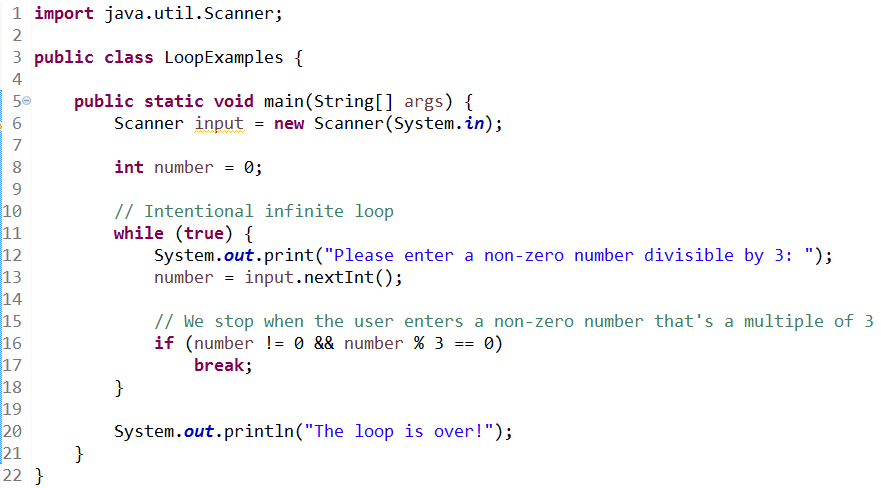 1 import java.util.Scanner;
2
3 public class LoopExamples {
4
5     public static void main(String[] args) {
6         Scanner input = new Scanner(System.in);
7
8         int number = 0;
9
10         // Intentional infinite loop
11         while (true) {
12             System.out.print("Please enter a non-zero number divisible by 3: ");
13             number = input.nextInt();
14
15             // We stop when the user enters a non-zero number that's a multiple of 3
16             if (number != 0 && number % 3 == 0)
17                 break;
18         }
19
20         System.out.println("The loop is over!");
21     }
22 }